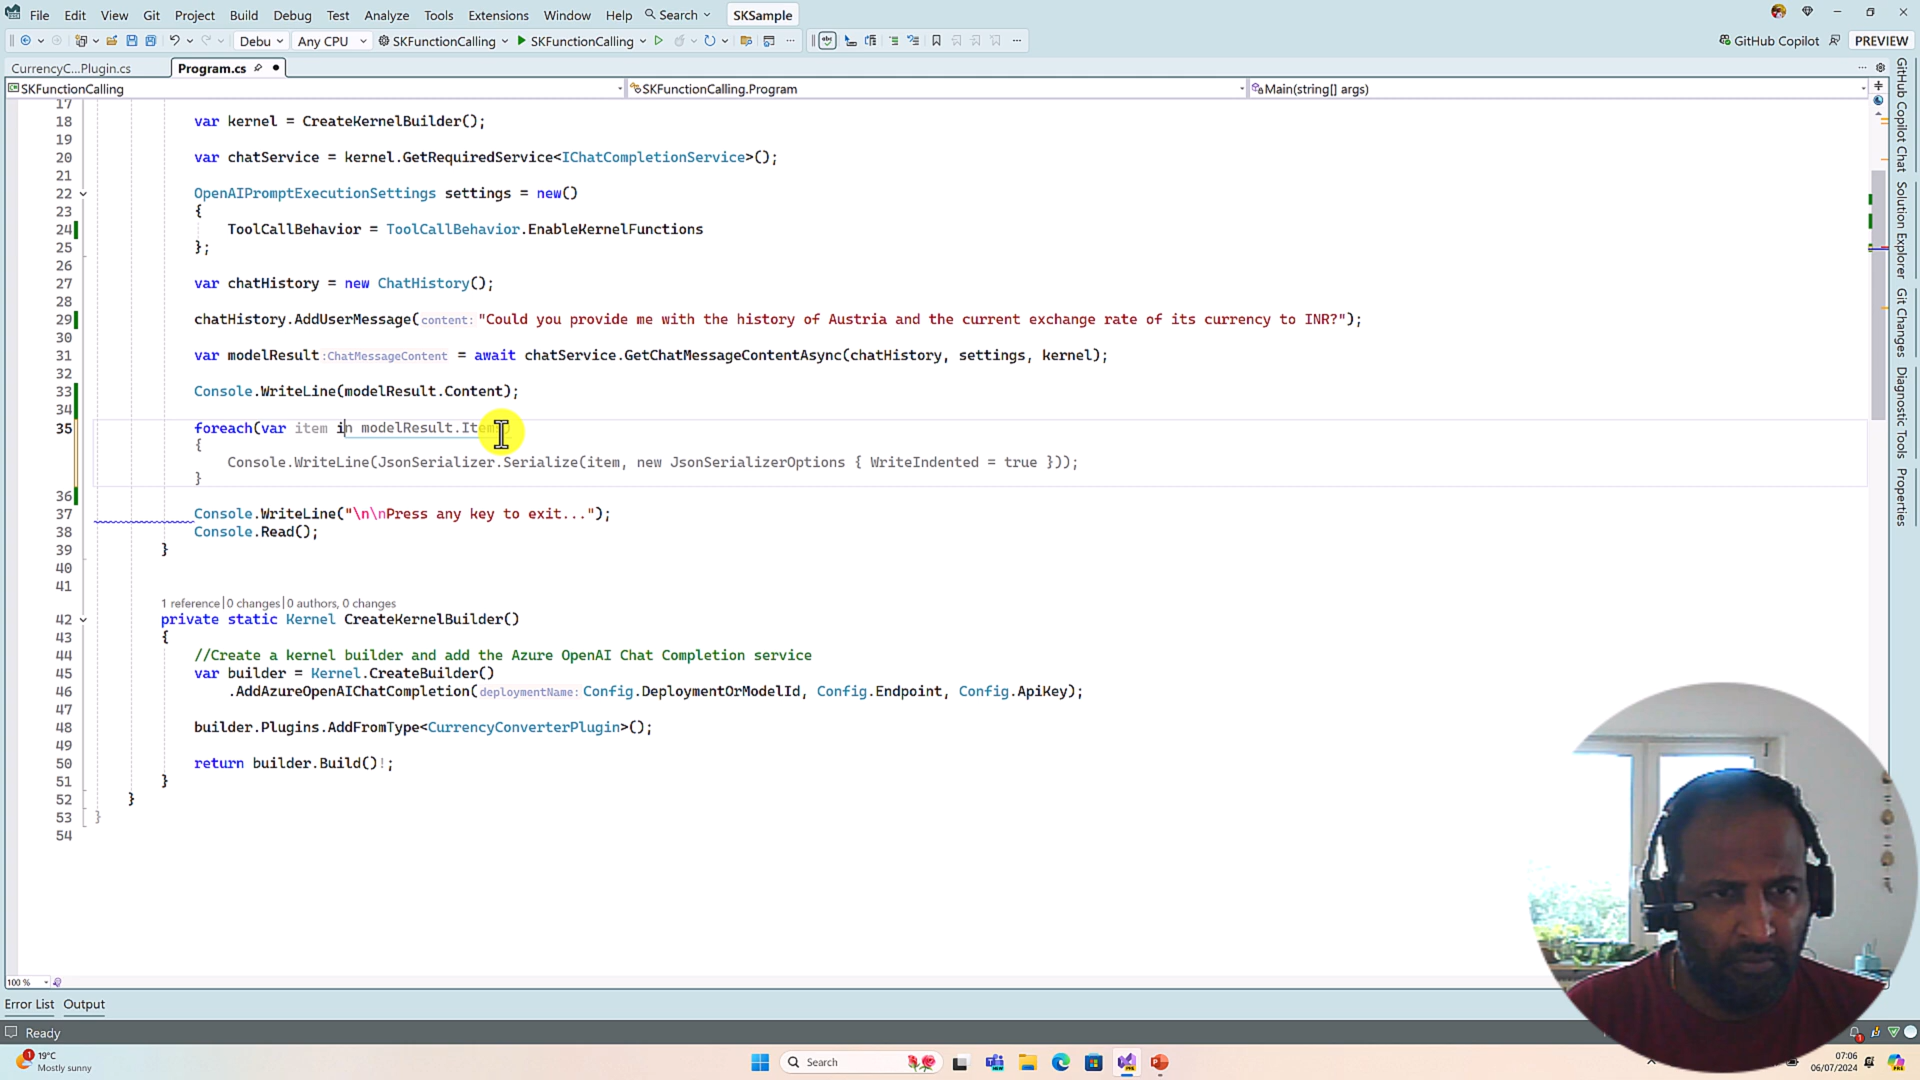 File Edit View Git Project Build Debug Test Analyze Tools Extensions Window Help Search SKSample
Debu Any CPU SKFunctionCalling SKFunctionCalling GitHub Copilot PREVIEW
CurrencyC...Plugin.cs Program.cs
SKFunctionCalling SKFunctionCalling.Program Main(string[] args)
17
18 var kernel = CreateKernelBuilder();
19
20 var chatService = kernel.GetRequiredService<IChatCompletionService>();
21
22 OpenAIPromptExecutionSettings settings = new()
23 {
24 ToolCallBehavior = ToolCallBehavior.EnableKernelFunctions
25 };
26
27 var chatHistory = new ChatHistory();
28
29 chatHistory.AddUserMessage(content: "Could you provide me with the history of Austria and the current exchange rate of its currency to INR?");
30
31 var modelResult:ChatMessageContent = await chatService.GetChatMessageContentAsync(chatHistory, settings, kernel);
32
33 Console.WriteLine(modelResult.Content);
34
35 foreach(var item in modelResult.Items)
{
Console.WriteLine(JsonSerializer.Serialize(item, new JsonSerializerOptions { WriteIndented = true }));
}
36
37 Console.WriteLine("\n\nPress any key to exit...");
38 Console.Read();
39 }
40
41
1 reference|0 changes|0 authors, 0 changes
42 private static Kernel CreateKernelBuilder()
43 {
44 //Create a kernel builder and add the Azure OpenAI Chat Completion service
45 var builder = Kernel.CreateBuilder()
46 .AddAzureOpenAIChatCompletion(deploymentName: Config.DeploymentOrModelId, Config.Endpoint, Config.ApiKey);
47
48 builder.Plugins.AddFromType<CurrencyConverterPlugin>();
49
50 return builder.Build()!;
51 }
52 }
53 }
54
GitHub Copilot Chat
Solution Explorer
Git Changes
Diagnostic Tools
Properties
100 %
Error List Output
Ready
19°C
Mostly sunny
Search
07:06
06/07/2024